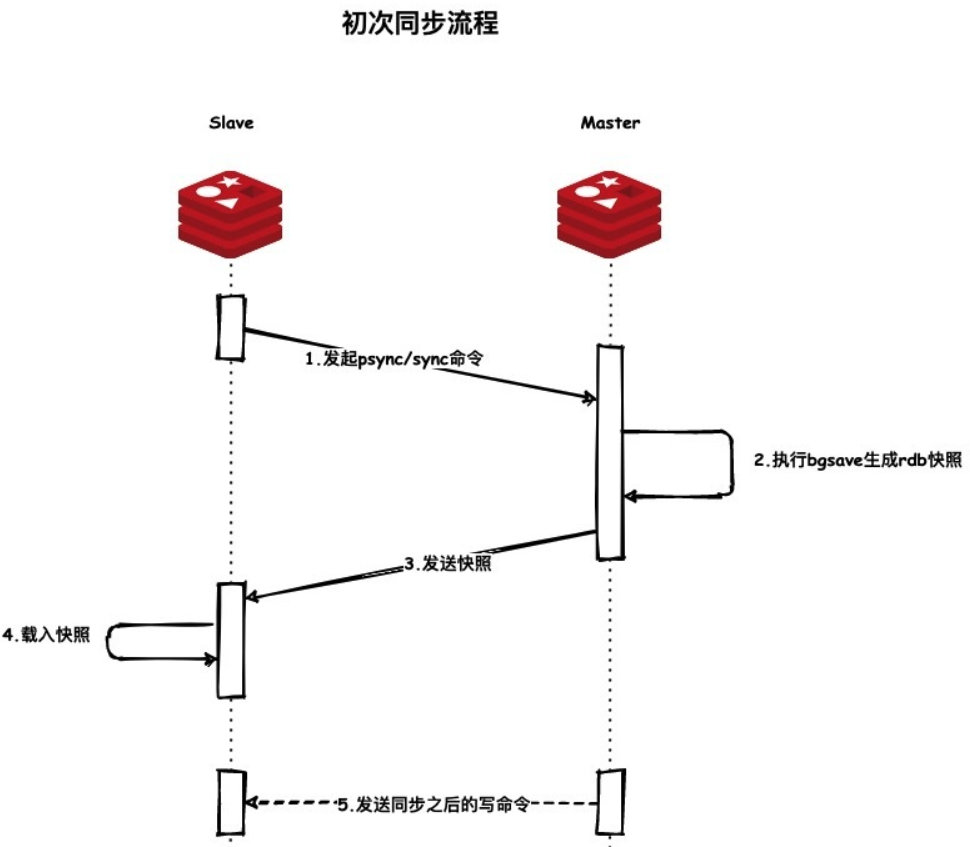 初次同步流程
Slave
Master
1.发起psync/sync命令
2.执行bgsave生成rdb快照
3.发送快照
4.载入快照
5.发送同步之后的写命令